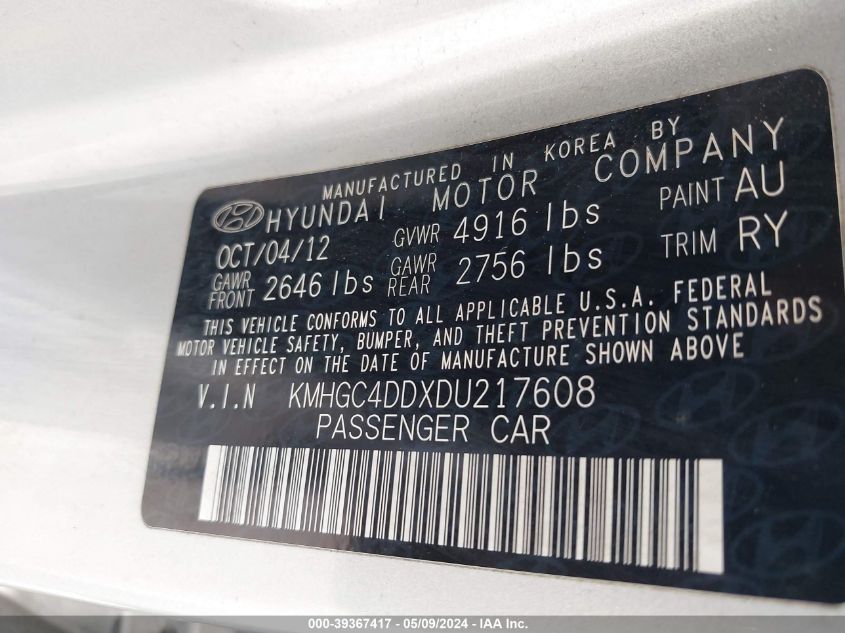 MANUFACTURED IN KOREA BY
HYUNDAI MOTOR COMPANY
OCT/04/12 GVWR 4916 lbs PAINT AU
GAWR FRONT 2646 lbs GAWR REAR 2756 lbs TRIM RY
THIS VEHICLE CONFORMS TO ALL APPLICABLE U.S.A. FEDERAL
MOTOR VEHICLE SAFETY, BUMPER, AND THEFT PREVENTION STANDARDS
IN EFFECT ON THE DATE OF MANUFACTURE SHOWN ABOVE
V.I.N KMHGC4DDXDU217608
PASSENGER CAR
000-39367417 - 05/09/2024 - IAA Inc.